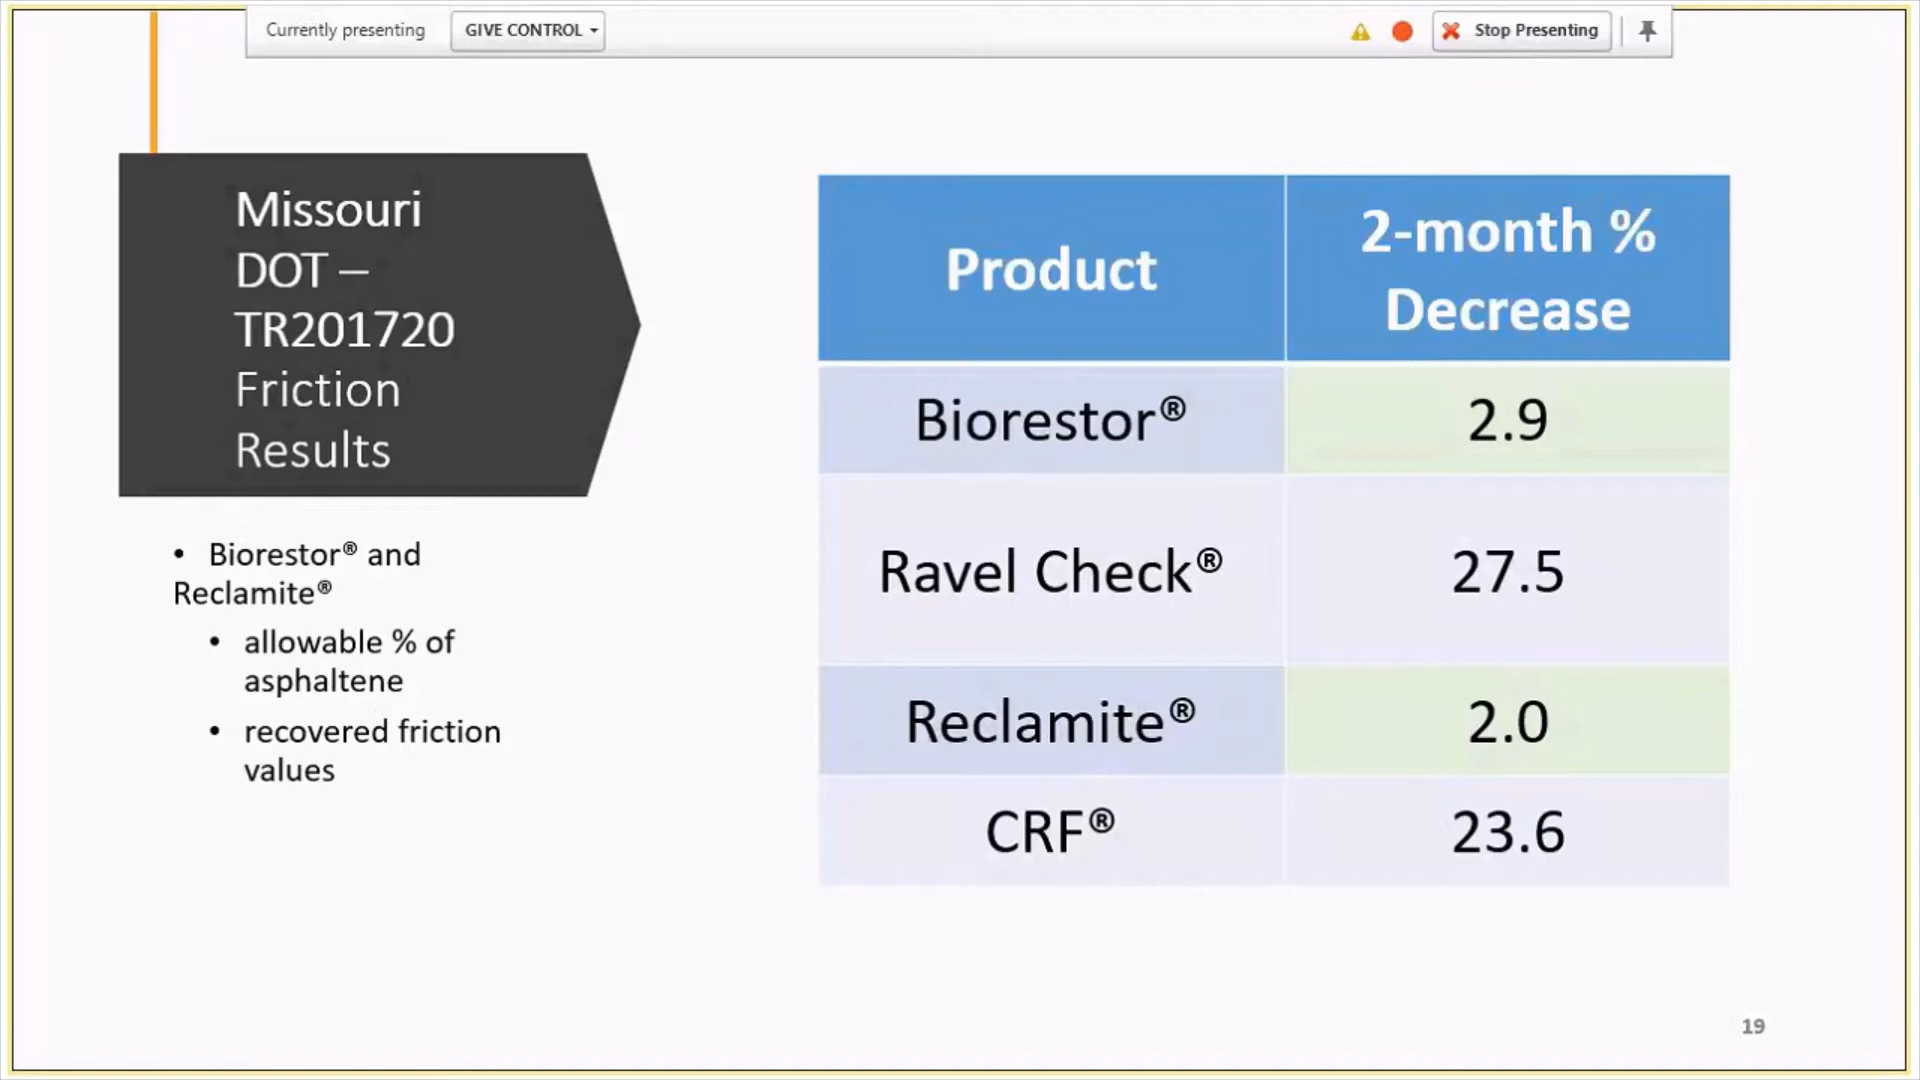 Currently presenting GIVE CONTROL Stop Presenting
Missouri
DOT –
TR201720
Friction
Results
• Biorestor® and
Reclamite®
• allowable % of
asphaltene
• recovered friction
values
Product
2-month %
Decrease
Biorestor® 2.9
Ravel Check® 27.5
Reclamite® 2.0
CRF® 23.6
19